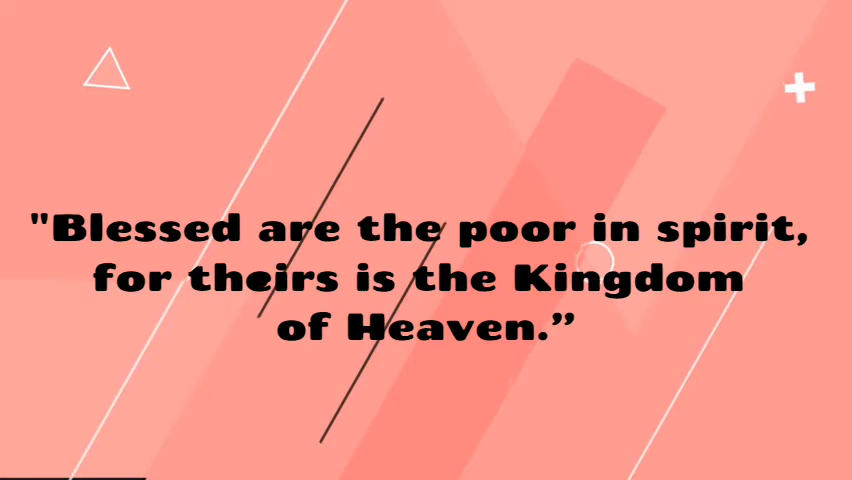 "Blessed are the poor in spirit,
for theirs is the Kingdom
of Heaven.”